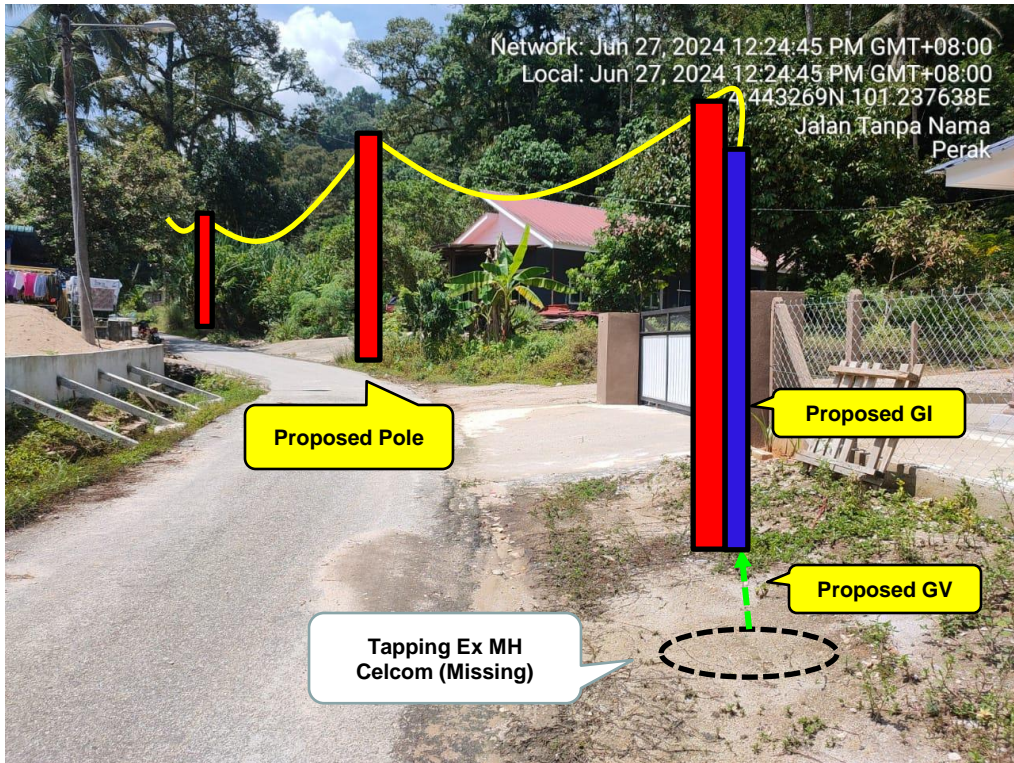 Network: Jun 27, 2024 12:24:45 PM GMT+08:00
Local: Jun 27, 2024 12:24:45 PM GMT+08:00
4.443269N 101.237638E
Jalan Tanpa Nama
Perak
Proposed GI
Proposed Pole
Proposed GV
Tapping Ex MH
Celcom (Missing)